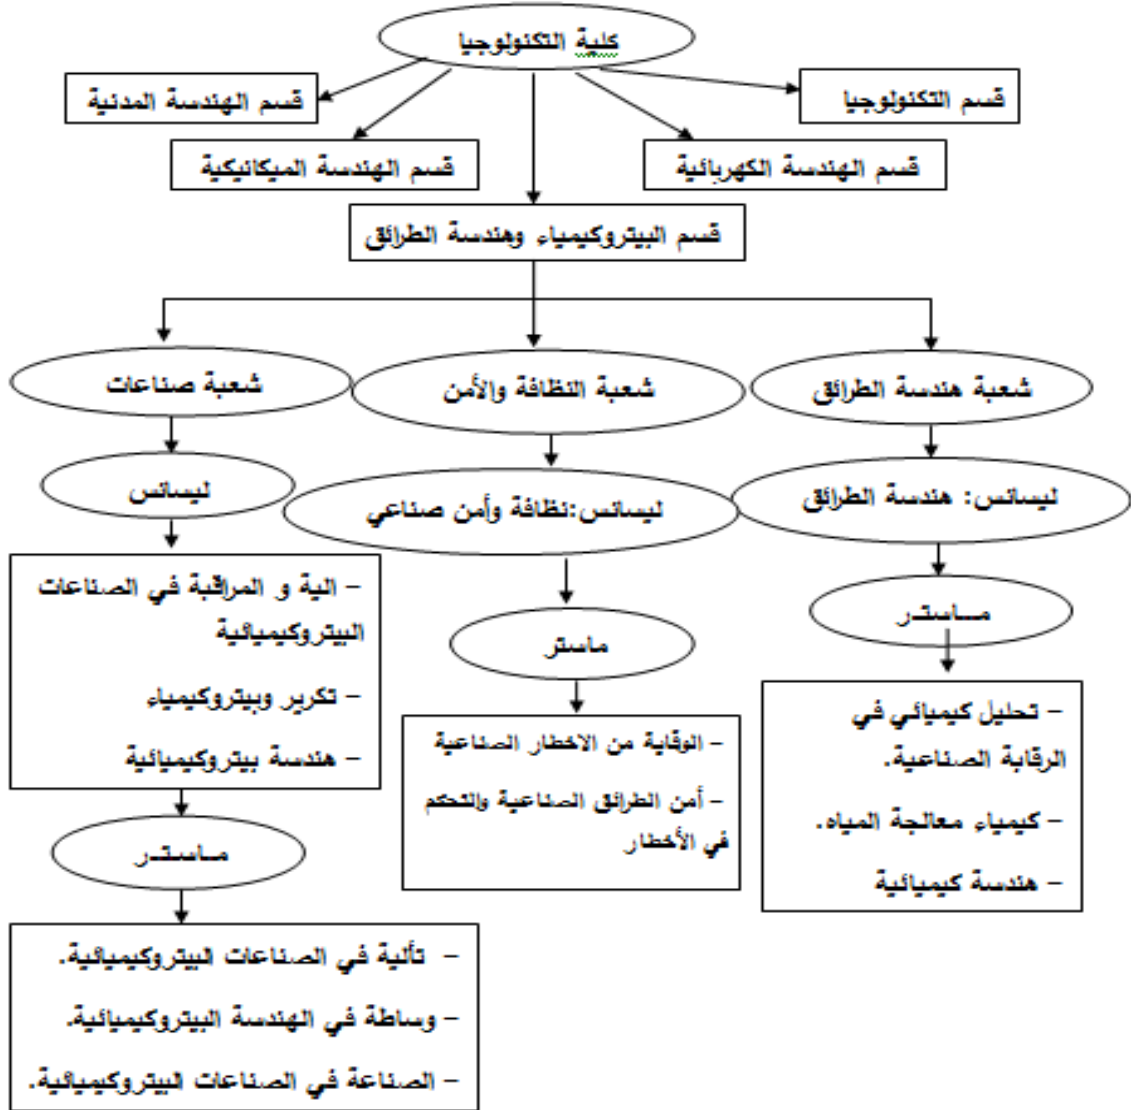 كلية التكنولوجيا
قسم التكنولوجيا
قسم الهندسة المدنية
قسم الهندسة الكهربائية
قسم الهندسة الميكانيكية
قسم البيتروكيمياء وهندسة الطرائق
شعبة هندسة الطرائق
شعبة النظافة والأمن
شعبة صناعات
ليسانس: هندسة الطرائق
ليسانس:نظافة وأمن صناعي
ليسانس
مـــاستــر
– تحليل كيميائي في
الرقابة الصناعية.
– كيمياء معالجة المياه.
– هندسة كيميائية
ماستر
– الوقاية من الاخطار الصناعية
– أمن الطرائق الصناعية والتحكم
في الأخطار
– الية و المراقبة في الصناعات
البيتروكيميائية
– تكرير وبيتروكيمياء
– هندسة بيتروكيميائية
مـاستـر
– تألية في الصناعات البيتروكيميائية.
– وساطة في الهندسة البيتروكيميائية.
– الصناعة في الصناعات البيتروكيميائية.